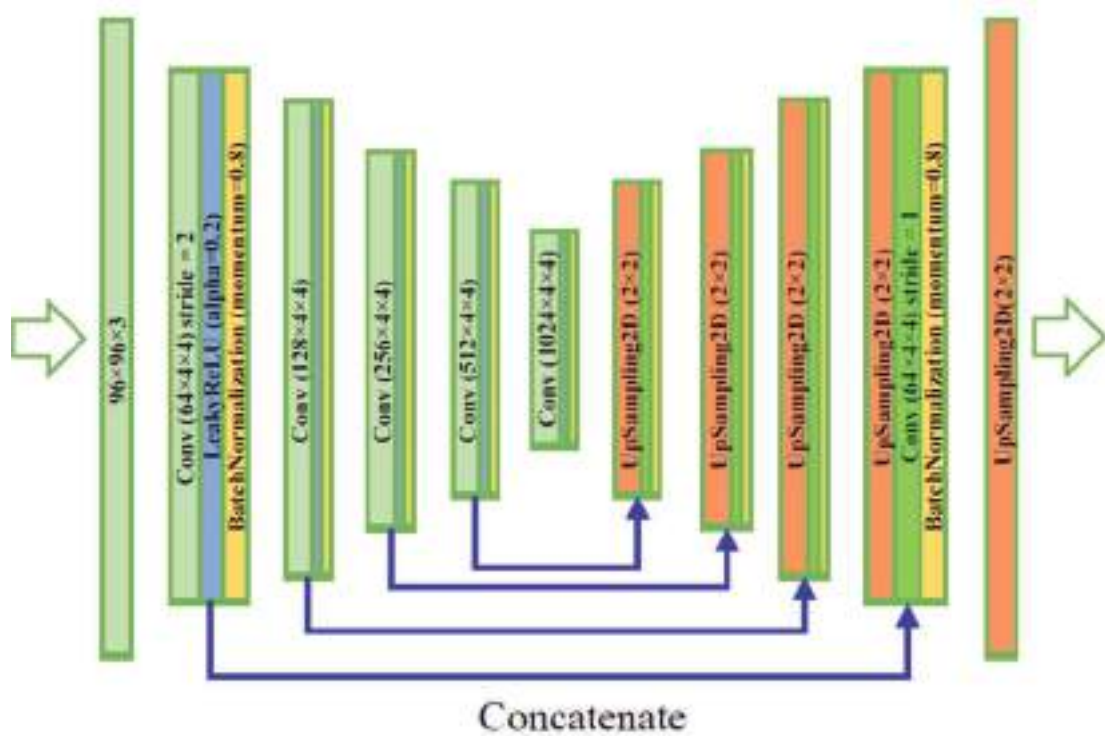 96×96×3
Conv (64×4×4) stride = 2
LeakyReLU (alpha=0.2)
BatchNormalization (momentum=0.8)
Conv (128×4×4)
Conv (256×4×4)
Conv (512×4×4)
Conv (1024×4×4)
UpSampling2D (2×2)
UpSampling2D (2×2)
UpSampling2D (2×2)
UpSampling2D (2×2)
Conv (64×4×4) stride = 1
BatchNormalization (momentum=0.8)
UpSampling2D(2×2)
Concatenate